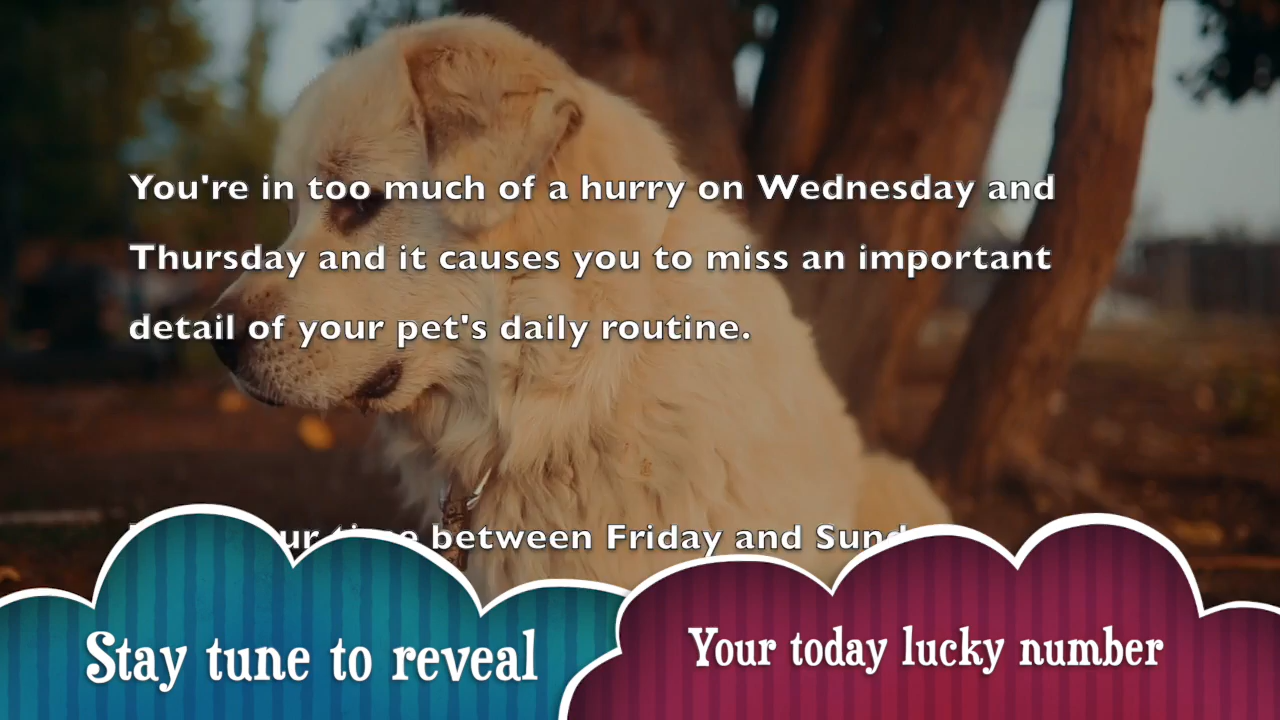 You're in too much of a hurry on Wednesday and
Thursday and it causes you to miss an important
detail of your pet's daily routine.
between Friday and
Stay tune to reveal
Your today lucky number